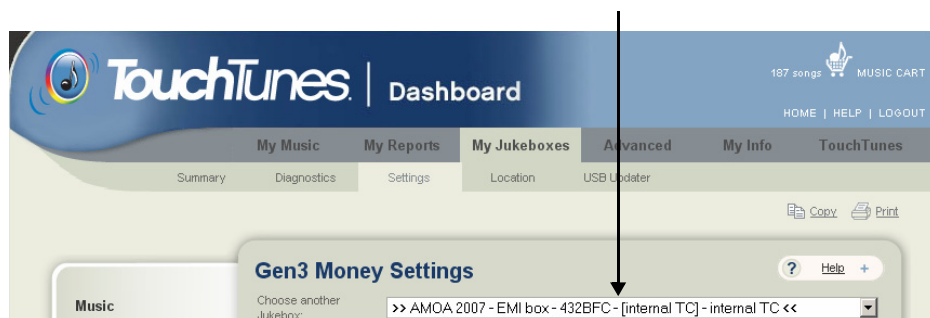 TouchTunes. | Dashboard
187 songs MUSIC CART
HOME | HELP | LOGOUT
My Music My Reports My Jukeboxes Advanced My Info TouchTunes
Summary Diagnostics Settings Location USB Updater
Copy Print
Gen3 Money Settings
? Help +
Music
Choose another
Jukebox:
>> AMOA 2007 - EMI box - 432BFC - [internal TC] - internal TC <<